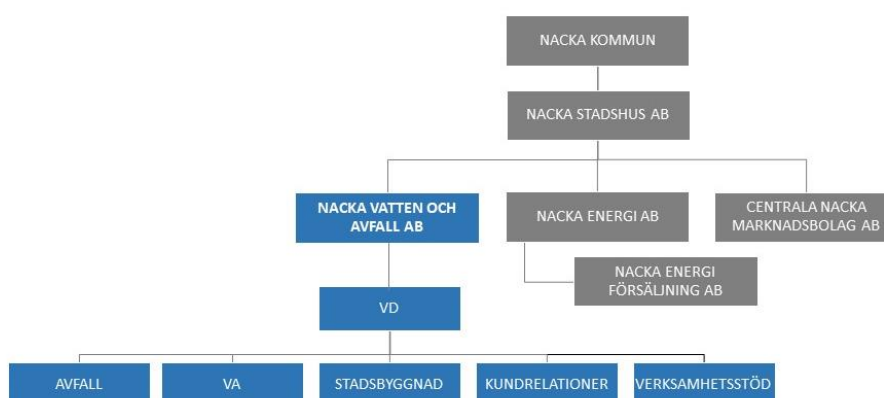 NACKA KOMMUN
NACKA STADSHUS AB
NACKA VATTEN OCH
AVFALL AB
NACKA ENERGI AB
CENTRALA NACKA
MARKNADSBOLAG AB
NACKA ENERGI
FÖRSÄLJNING AB
VD
AVFALL
VA
STADSBYGGNAD
KUNDRELATIONER
VERKSAMHETSSTÖD